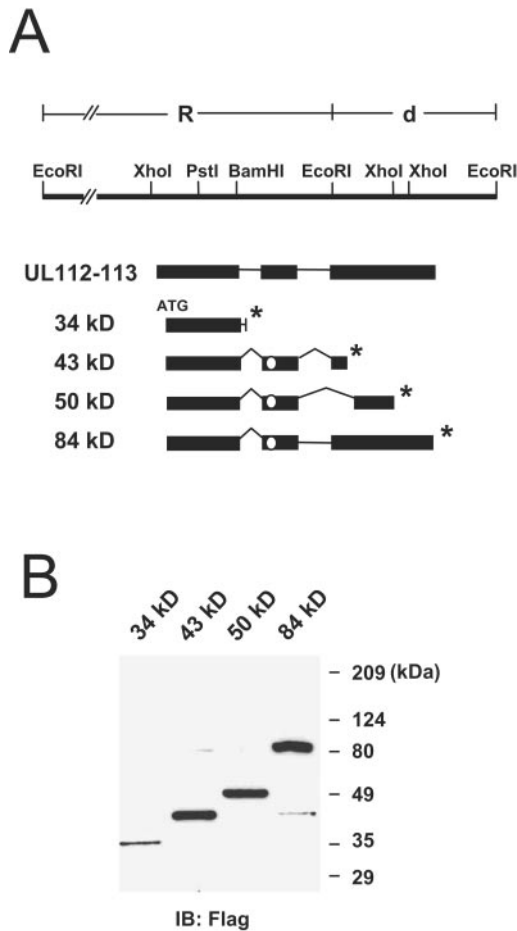 A
R d
EcoRI XhoI PstI BamHI EcoRI XhoI XhoI EcoRI
UL112-113
ATG
34 kD *
43 kD *
50 kD *
84 kD *
B
34 kD 43 kD 50 kD 84 kD
209 (kDa)
124
80
49
35
29
IB: Flag